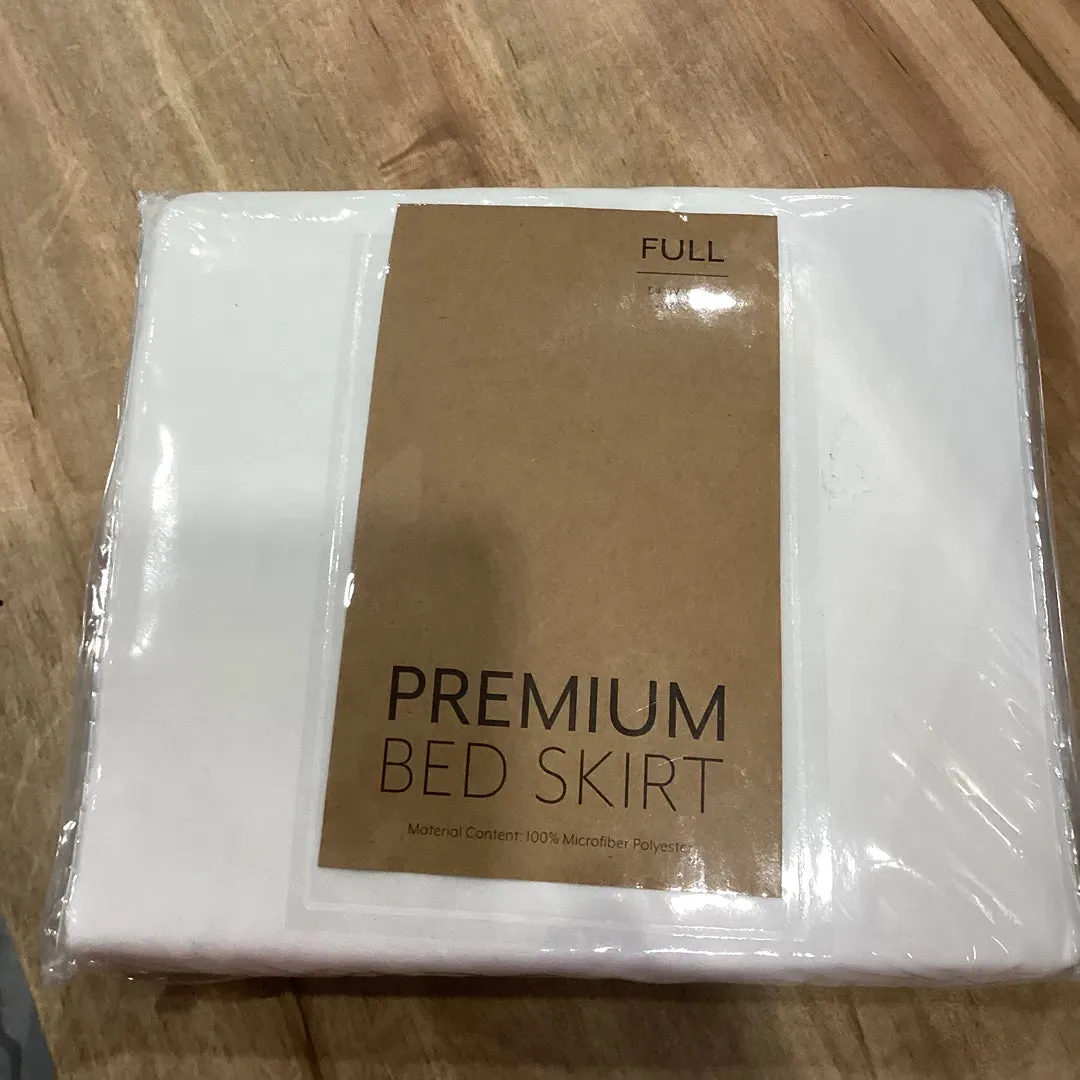 FULL
PREMIUM
BED SKIRT
Material Content: 100% Microfiber Polyester